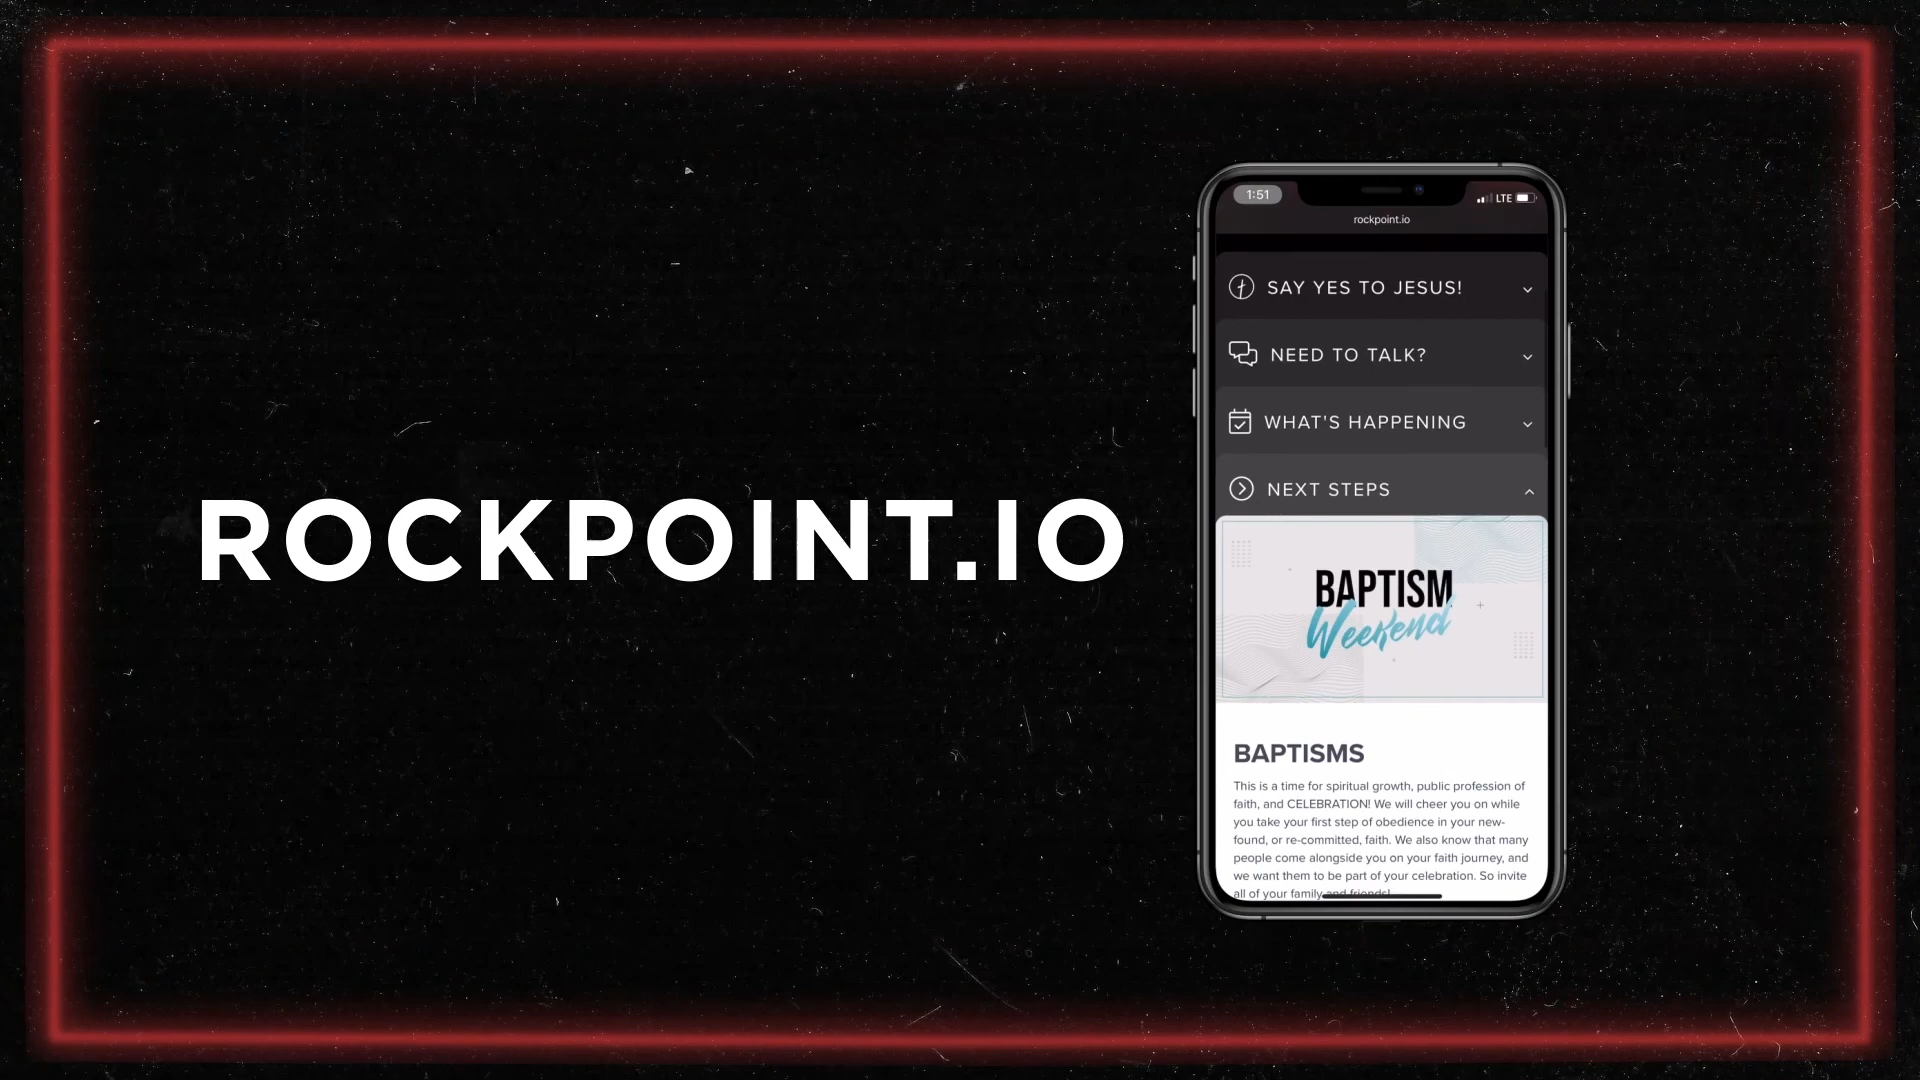 ROCKPOINT.IO
1:51
LTE
rockpoint.io
SAY YES TO JESUS!
NEED TO TALK?
WHAT'S HAPPENING
NEXT STEPS
BAPTISM
Weekend
BAPTISMS
This is a time for spiritual growth, public profession of
faith, and CELEBRATION! We will cheer you on while
you take your first step of obedience in your new-
found, or re-committed, faith. We also know that many
people come alongside you on your faith journey, and
we want them to be part of your celebration. So invite
all of your family and friends!